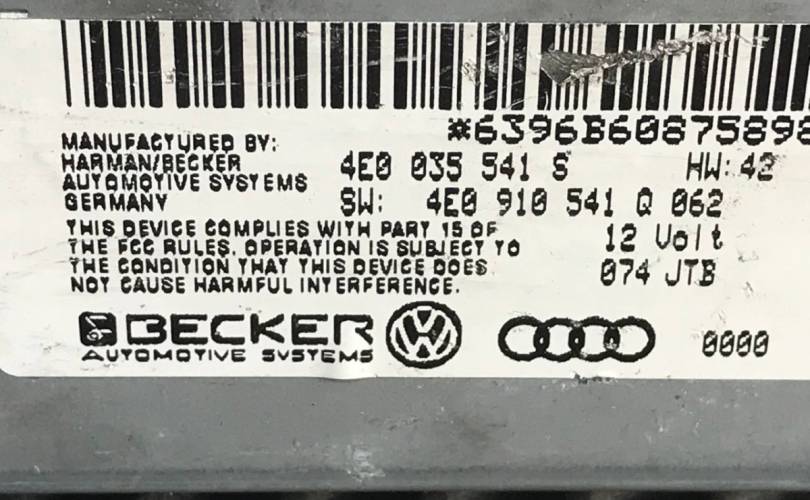 *6396B6087589
MANUFACTURED BY:
HARMAN/BECKER
AUTOMOTIVE SYSTEMS
GERMANY
4E0 035 541 S HW: 42
SW: 4E0 910 541 Q 062
THIS DEVICE COMPLIES WITH PART 15 OF
THE FCC RULES. OPERATION IS SUBJECT TO
THE CONDITION THAT THIS DEVICE DOES
NOT CAUSE HARMFUL INTERFERENCE.
12 Volt
074 JTB
BECKER
AUTOMOTIVE SYSTEMS
VW
0000